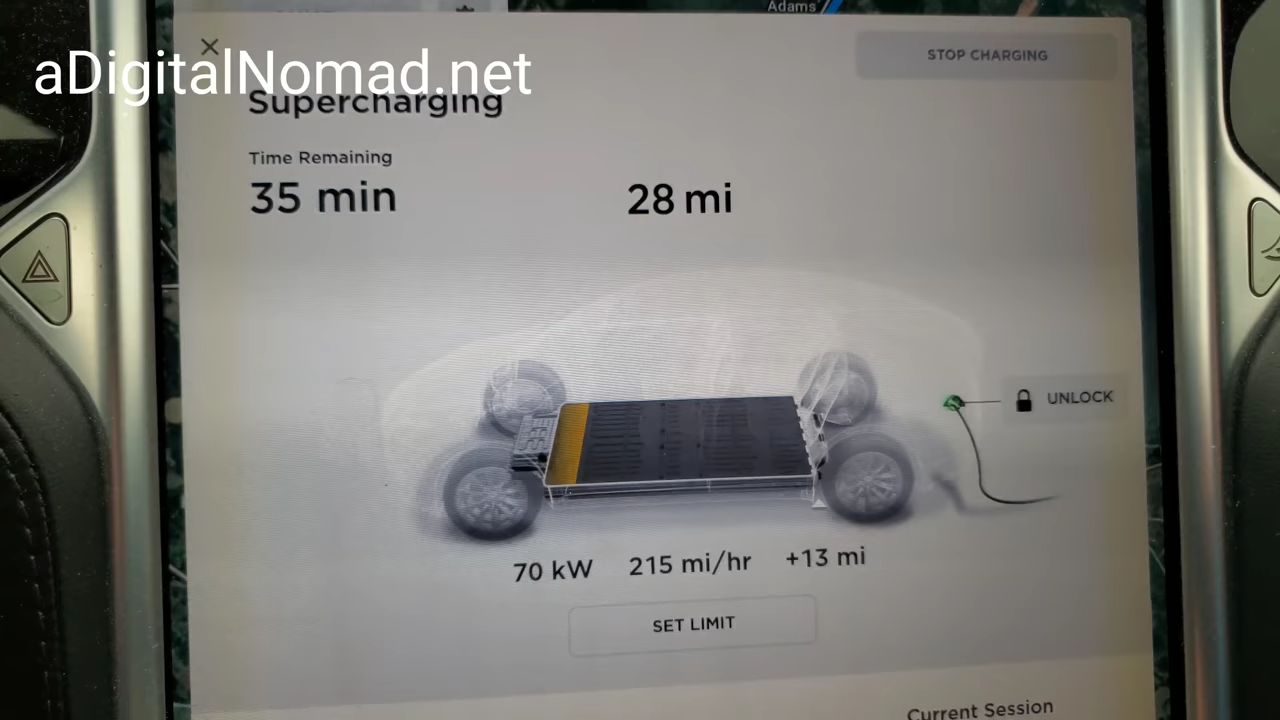 Adams
aDigitalNomad.net
STOP CHARGING
Supercharging
Time Remaining
35 min
28 mi
UNLOCK
70 kW 215 mi/hr +13 mi
SET LIMIT
Current Session